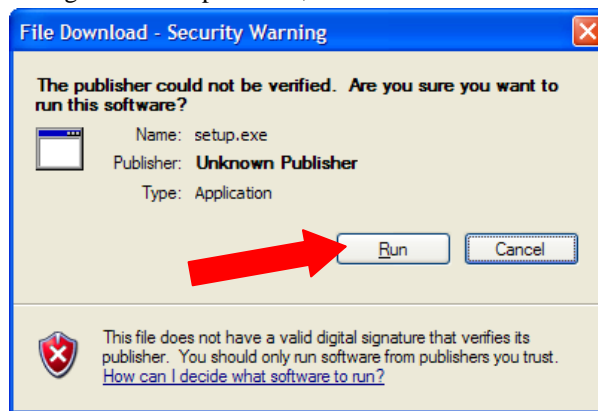 File Download - Security Warning
The publisher could not be verified. Are you sure you want to
run this software?
Name: setup.exe
Publisher: Unknown Publisher
Type: Application
Run Cancel
This file does not have a valid digital signature that verifies its
publisher. You should only run software from publishers you trust.
How can I decide what software to run?